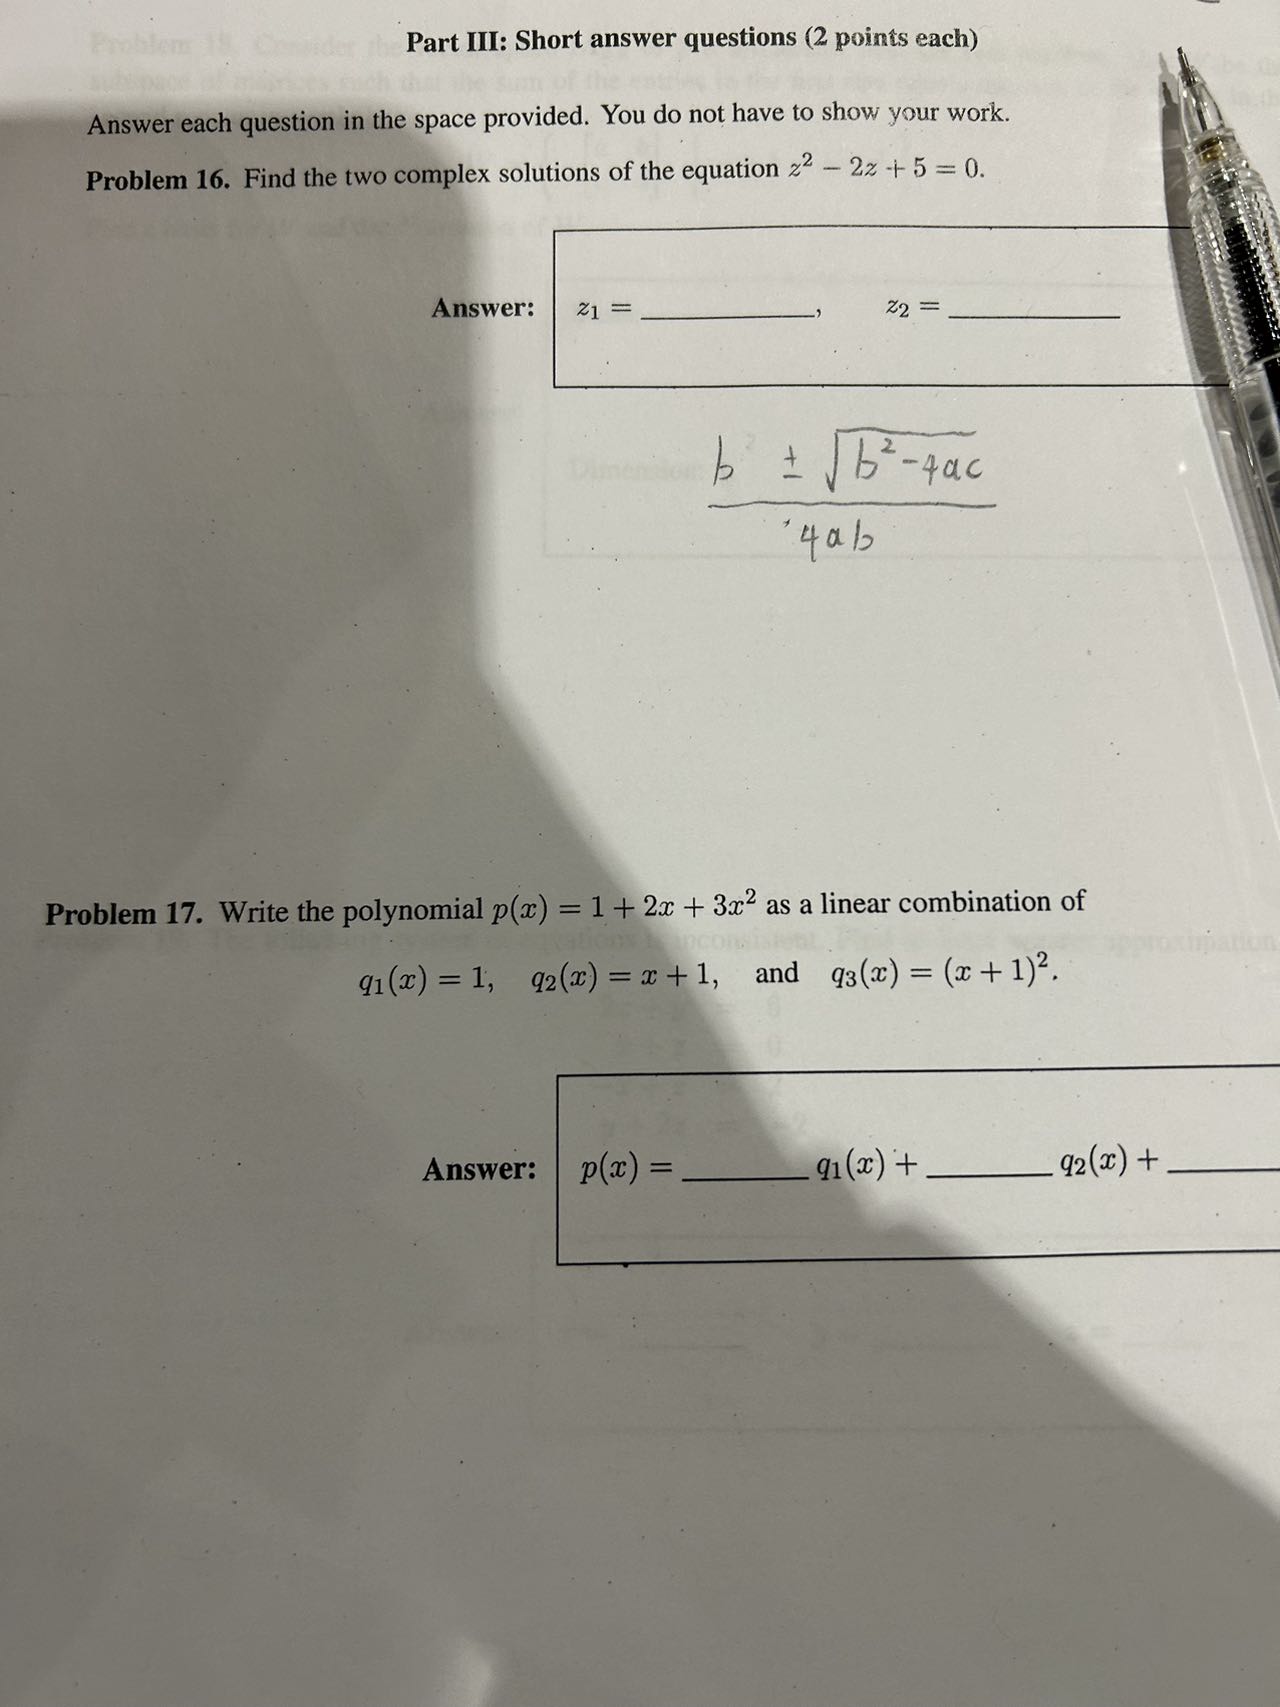 Part III: Short answer questions (2 points each)
Answer each question in the space provided. You do not have to show your work.
Problem 16. Find the two complex solutions of the equation z² − 2z + 5 = 0.
Answer: z₁ = ________, z₂ = ________
b ± √b²-4ac
4ab
Problem 17. Write the polynomial p(x) = 1 + 2x + 3x² as a linear combination of
q₁(x) = 1, q₂(x) = x + 1, and q₃(x) = (x + 1)².
Answer: p(x) = ______ q₁(x) + ______ q₂(x) + ______